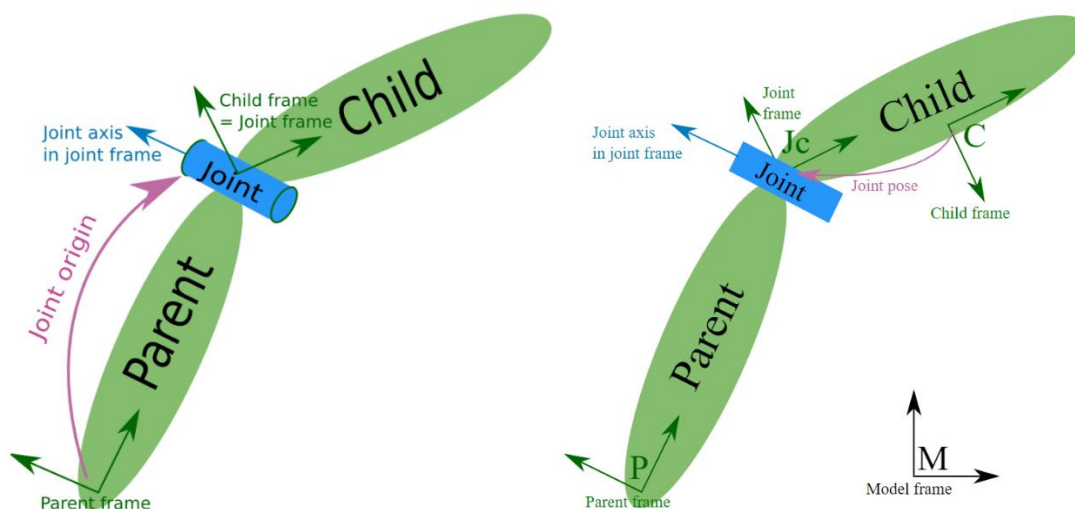 Child
Child frame
= Joint frame
Joint axis
in joint frame
Joint
Joint origin
Parent
Parent frame
Child
Joint
frame
Joint axis
in joint frame
Jc
C
Joint
Joint pose
Child frame
Parent
P
Parent frame
M
Model frame